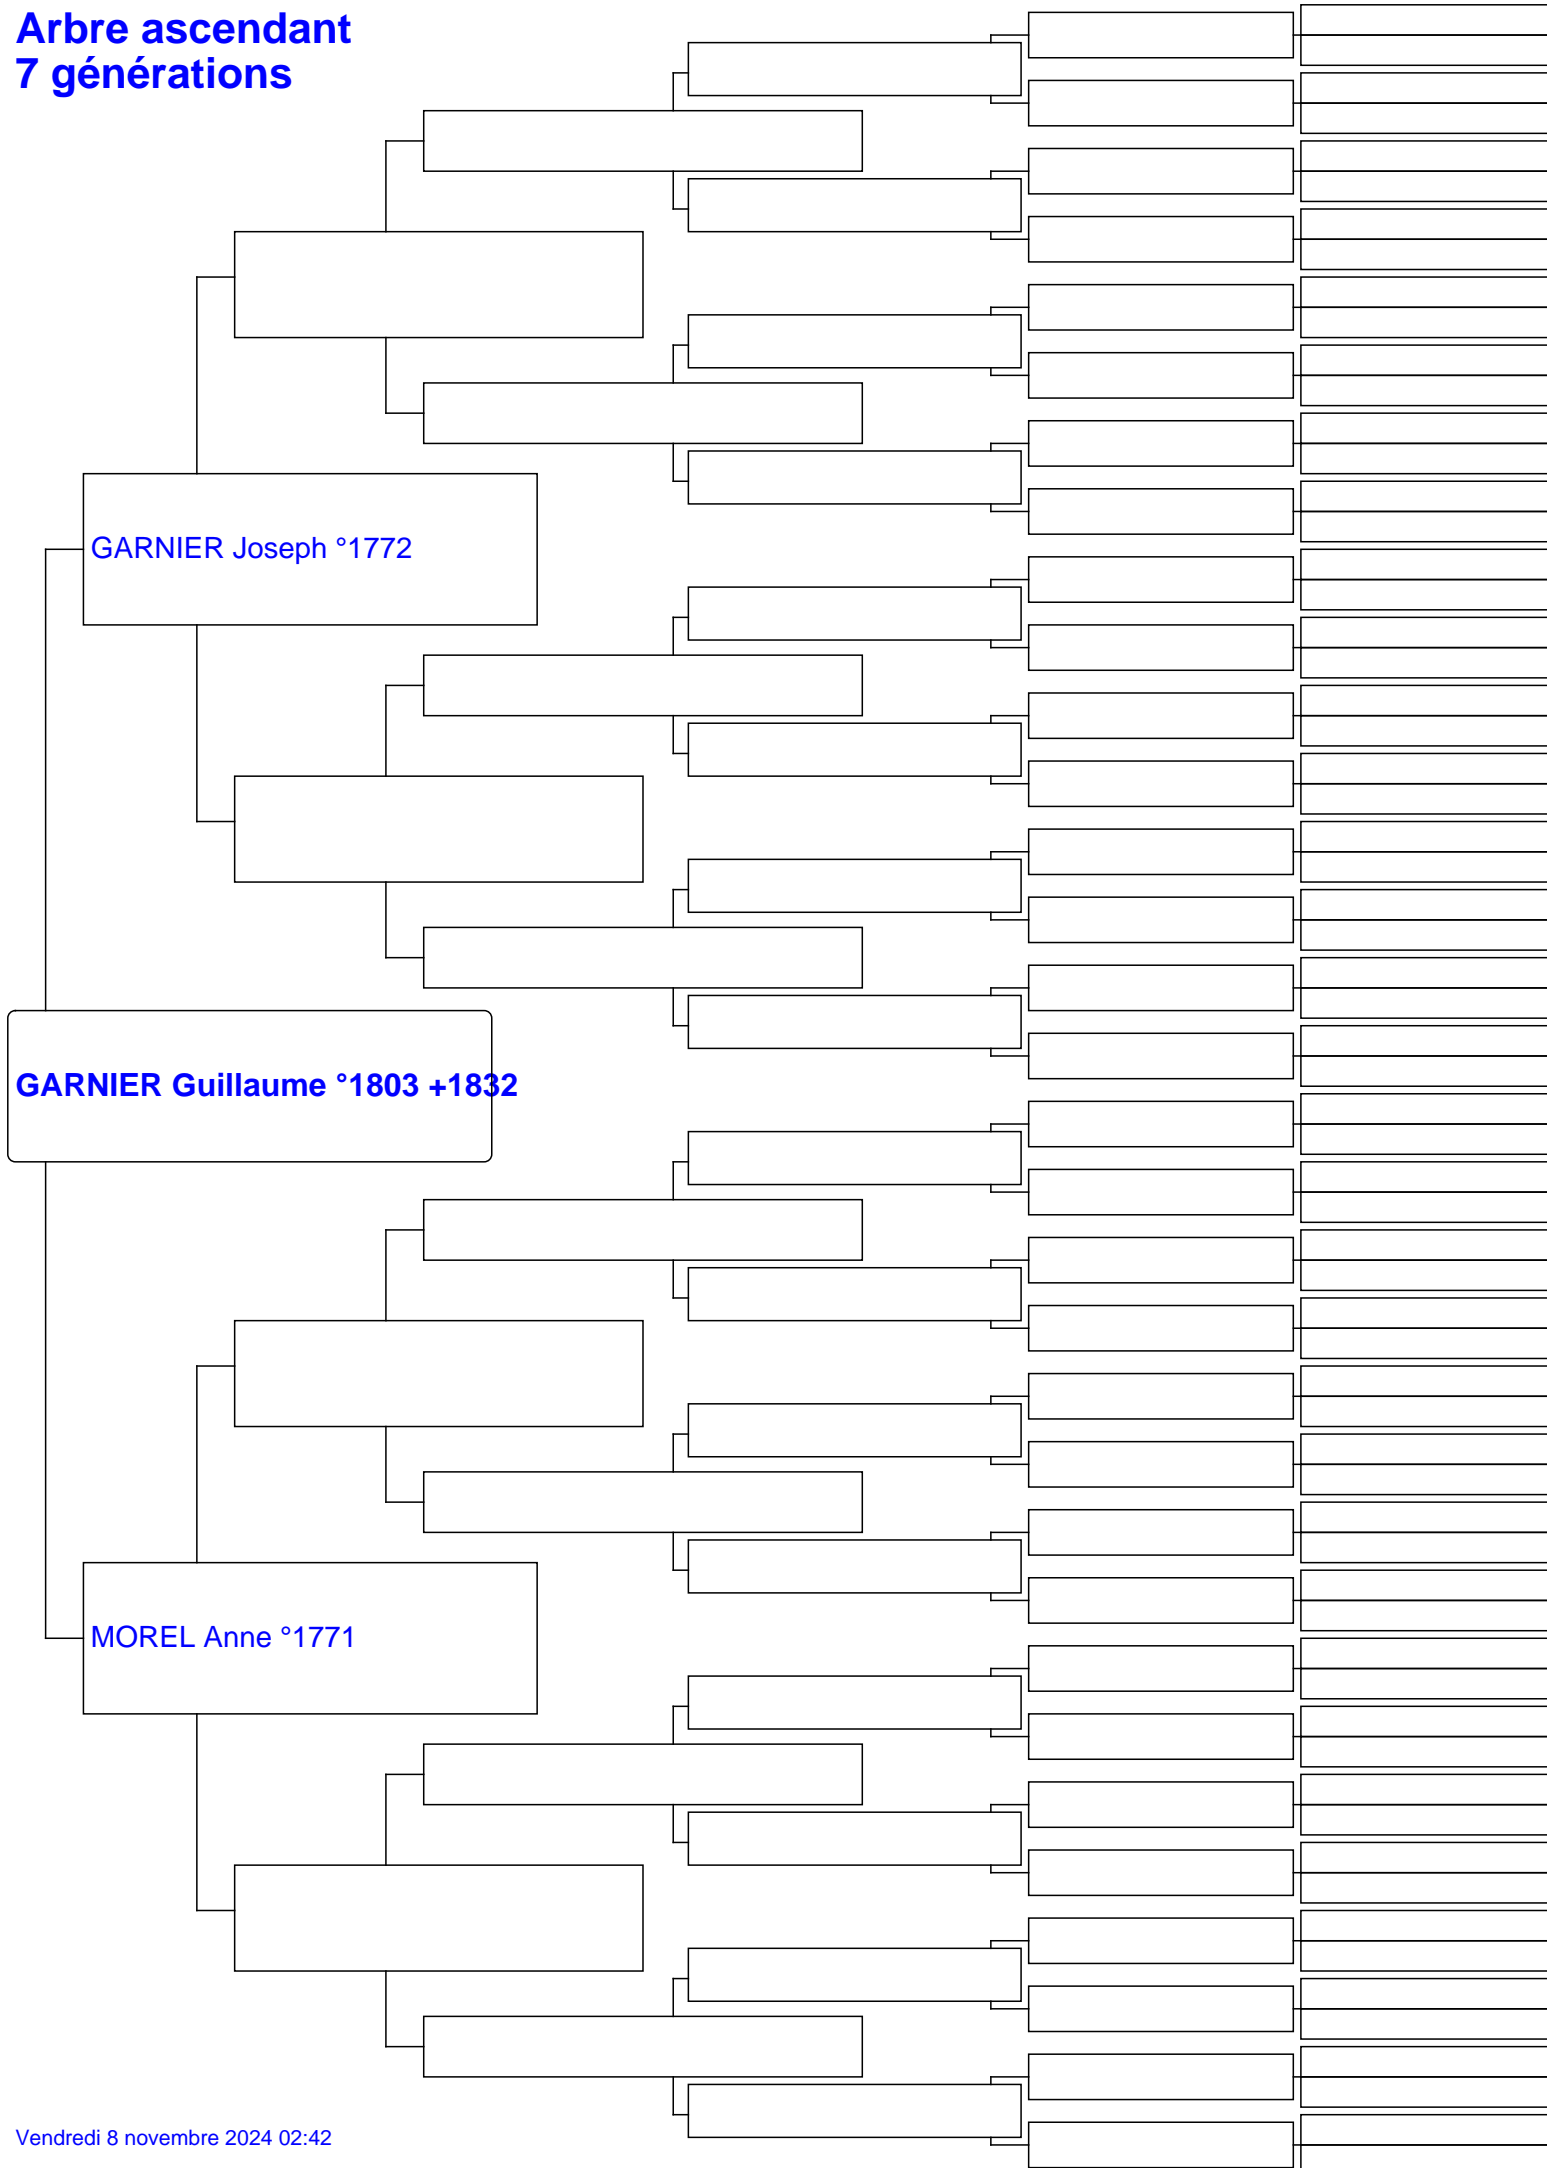 Arbre ascendant
7 générations
GARNIER Joseph °1772
GARNIER Guillaume °1803 +1832
MOREL Anne °1771
Vendredi 8 novembre 2024 02:42